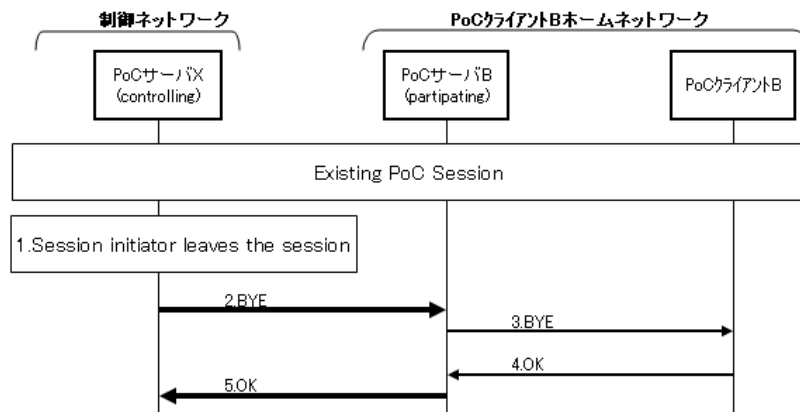 制御ネットワーク
PoCクライアントBホームネットワーク
PoCサーバX
(controlling)
PoCサーバB
(partipating)
PoCクライアントB
Existing PoC Session
1.Session initiator leaves the session
2.BYE
3.BYE
4.OK
5.OK